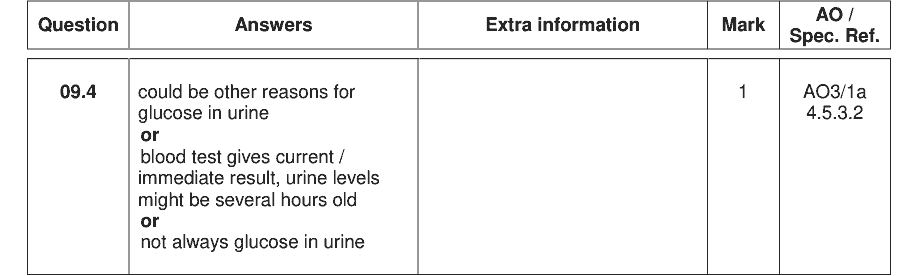 Question Answers Extra information Mark AO /
Spec. Ref.
09.4 could be other reasons for 1 AO3/1a
glucose in urine 4.5.3.2
or
blood test gives current /
immediate result, urine levels
might be several hours old
or
not always glucose in urine